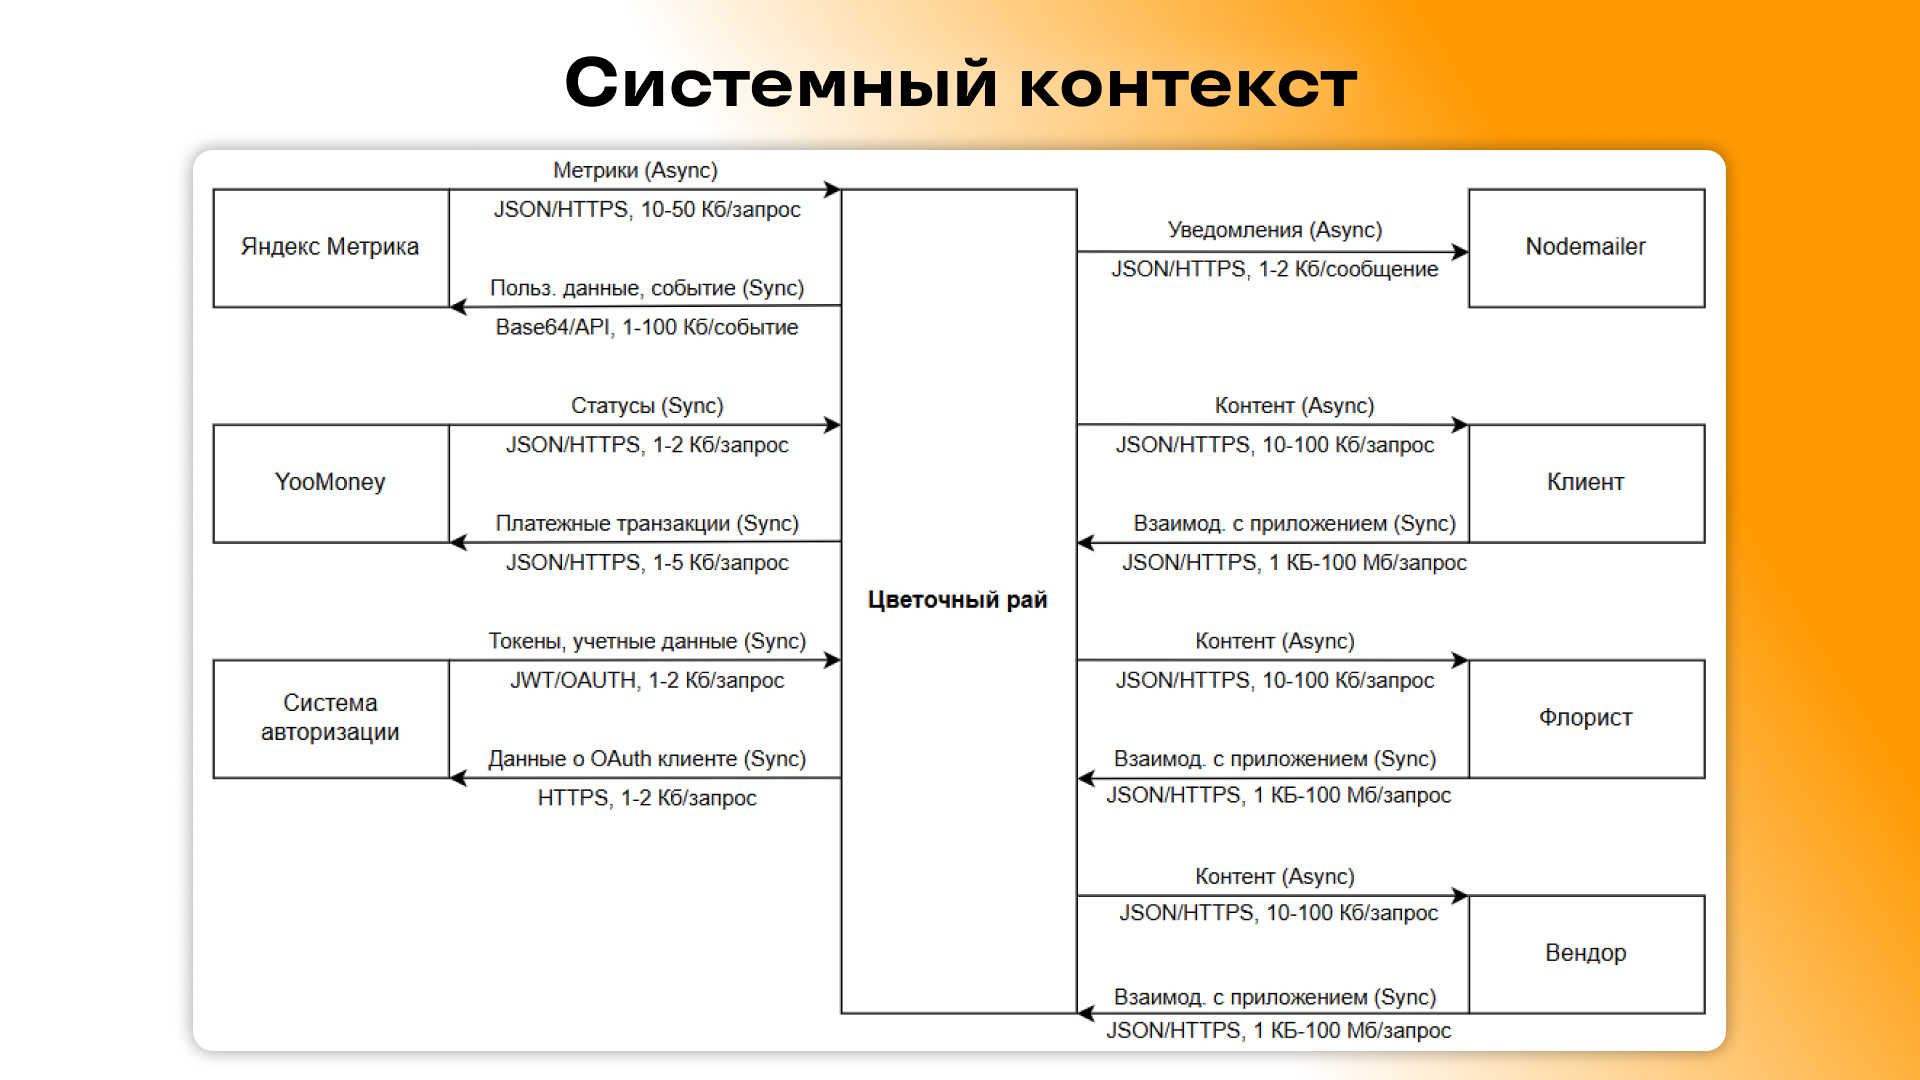 Системный контекст
Метрики (Async)
JSON/HTTPS, 10-50 Кб/запрос
Яндекс Метрика
Польз. данные, событие (Sync)
Base64/API, 1-100 Кб/событие
Статусы (Sync)
JSON/HTTPS, 1-2 Кб/запрос
YooMoney
Платежные транзакции (Sync)
JSON/HTTPS, 1-5 Кб/запрос
Токены, учетные данные (Sync)
JWT/OAUTH, 1-2 Кб/запрос
Система
авторизации
Данные о OAuth клиенте (Sync)
HTTPS, 1-2 Кб/запрос
Цветочный рай
Уведомления (Async)
JSON/HTTPS, 1-2 Кб/сообщение
Nodemailer
Контент (Async)
JSON/HTTPS, 10-100 Кб/запрос
Клиент
Взаимод. с приложением (Sync)
JSON/HTTPS, 1 КБ-100 Мб/запрос
Контент (Async)
JSON/HTTPS, 10-100 Кб/запрос
Флорист
Взаимод. с приложением (Sync)
JSON/HTTPS, 1 КБ-100 Мб/запрос
Контент (Async)
JSON/HTTPS, 10-100 Кб/запрос
Вендор
Взаимод. с приложением (Sync)
JSON/HTTPS, 1 КБ-100 Мб/запрос